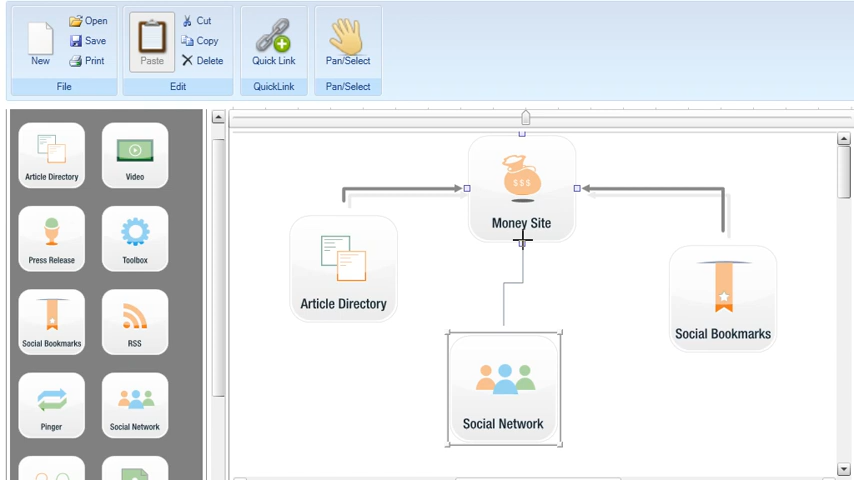 Open
Cut
Save
Copy
New
Print
Paste
Delete
Quick Link
Pan/Select
File
Edit
QuickLink
Pan/Select
Article Directory
Video
Press Release
Toolbox
Social Bookmarks
RSS
Pinger
Social Network
$$$
Money Site
Article Directory
Social Bookmarks
Social Network